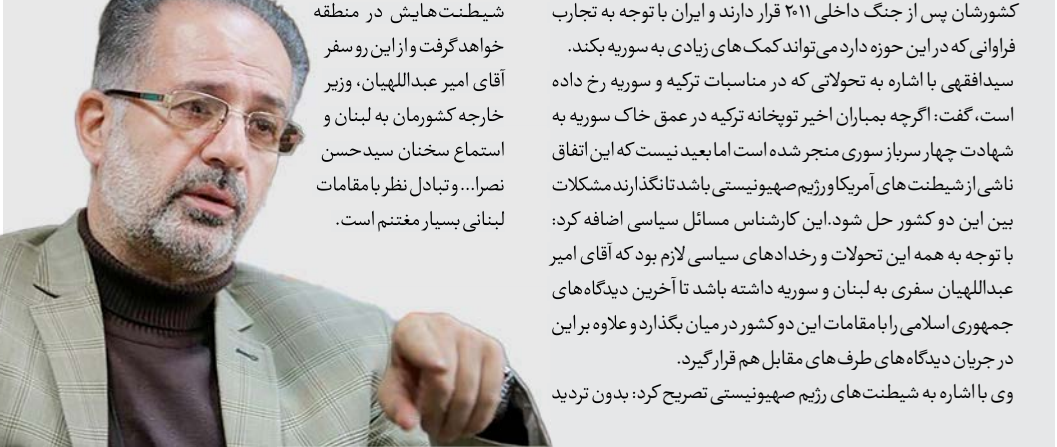 کشورشان پس از جنگ داخلی ۲۰۱۱ قرار دارند و ایران با توجه به تجارب
فراوانی که در این حوزه دارد می‌تواند کمک های زیادی به سوریه بکند.
سیدافقهی با اشاره به تحولاتی که در مناسبات ترکیه و سوریه رخ داده
است، گفت: اگرچه بمباران اخیر توپخانه ترکیه در عمق خاک سوریه به
شهادت چهار سرباز سوری منجر شده است اما بعید نیست که این اتفاق
ناشی از شیطنت های آمریکا و رژیم صهیونیستی باشد تا نگذارند مشکلات
بین این دو کشور حل شود.این کارشناس مسائل سیاسی اضافه کرد:
با توجه به همه این تحولات و رخدادهای سیاسی لازم بود که آقای امیر
عبداللهیان سفری به لبنان و سوریه داشته باشد تا آخرین دیدگاه‌های
جمهوری اسلامی را با مقامات این دو کشور در میان بگذارد و علاوه بر این
در جریان دیدگاه های طرف های مقابل هم قرار گیرد.
وی با اشاره به شیطنت‌های رژیم صهیونیستی تصریح کرد: بدون تردید
شیطنت‌هایش در منطقه
خواهد گرفت و از این رو سفر
آقای امیر عبداللهیان، وزیر
خارجه کشورمان به لبنان و
استماع سخنان سیدحسن
نصرا... و تبادل نظر با مقامات
لبنانی بسیار مغتنم است.